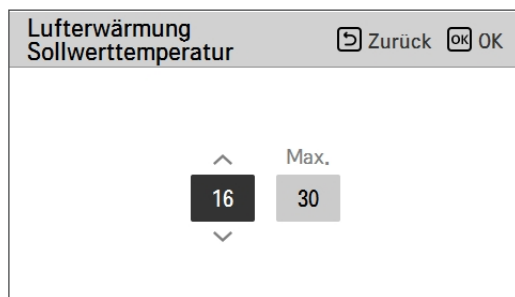 Lufterwärmung
Sollwerttemperatur
Zurück OK OK
Max.
16 30